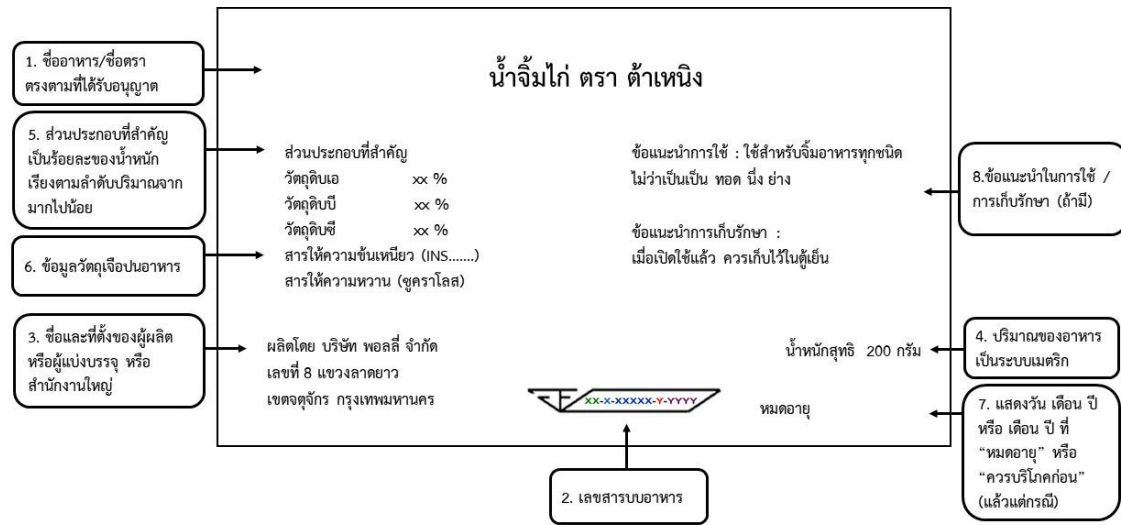 1. ชื่ออาหาร/ชื่อตรา
ตรงตามที่ได้รับอนุญาต
น้ำจิ้มไก่ ตรา ต้าเหนิง
5. ส่วนประกอบที่สำคัญ
เป็นร้อยละของน้ำหนัก
เรียงตามลำดับปริมาณจาก
มากไปน้อย
ส่วนประกอบที่สำคัญ
วัตถุดิบเอ xx %
วัตถุดิบบี xx %
วัตถุดิบซี xx %
สารให้ความข้นเหนียว (INS.......)
สารให้ความหวาน (ซูคราโลส)
6. ข้อมูลวัตถุเจือปนอาหาร
ข้อแนะนำการใช้ : ใช้สำหรับจิ้มอาหารทุกชนิด
ไม่ว่าเป็นเป็น ทอด นึ่ง ย่าง
ข้อแนะนำการเก็บรักษา :
เมื่อเปิดใช้แล้ว ควรเก็บไว้ในตู้เย็น
8.ข้อแนะนำในการใช้ /
การเก็บรักษา (ถ้ามี)
3. ชื่อและที่ตั้งของผู้ผลิต
หรือผู้แบ่งบรรจุ หรือ
สำนักงานใหญ่
ผลิตโดย บริษัท พอลลี่ จำกัด
เลขที่ 8 แขวงลาดยาว
เขตจตุจักร กรุงเทพมหานคร
น้ำหนักสุทธิ 200 กรัม
4. ปริมาณของอาหาร
เป็นระบบเมตริก
XX-X-XXXXX-Y-YYYY
หมดอายุ
7. แสดงวัน เดือน ปี
หรือ เดือน ปี ที่
“หมดอายุ” หรือ
“ควรบริโภคก่อน”
(แล้วแต่กรณี)
2. เลขสารบบอาหาร